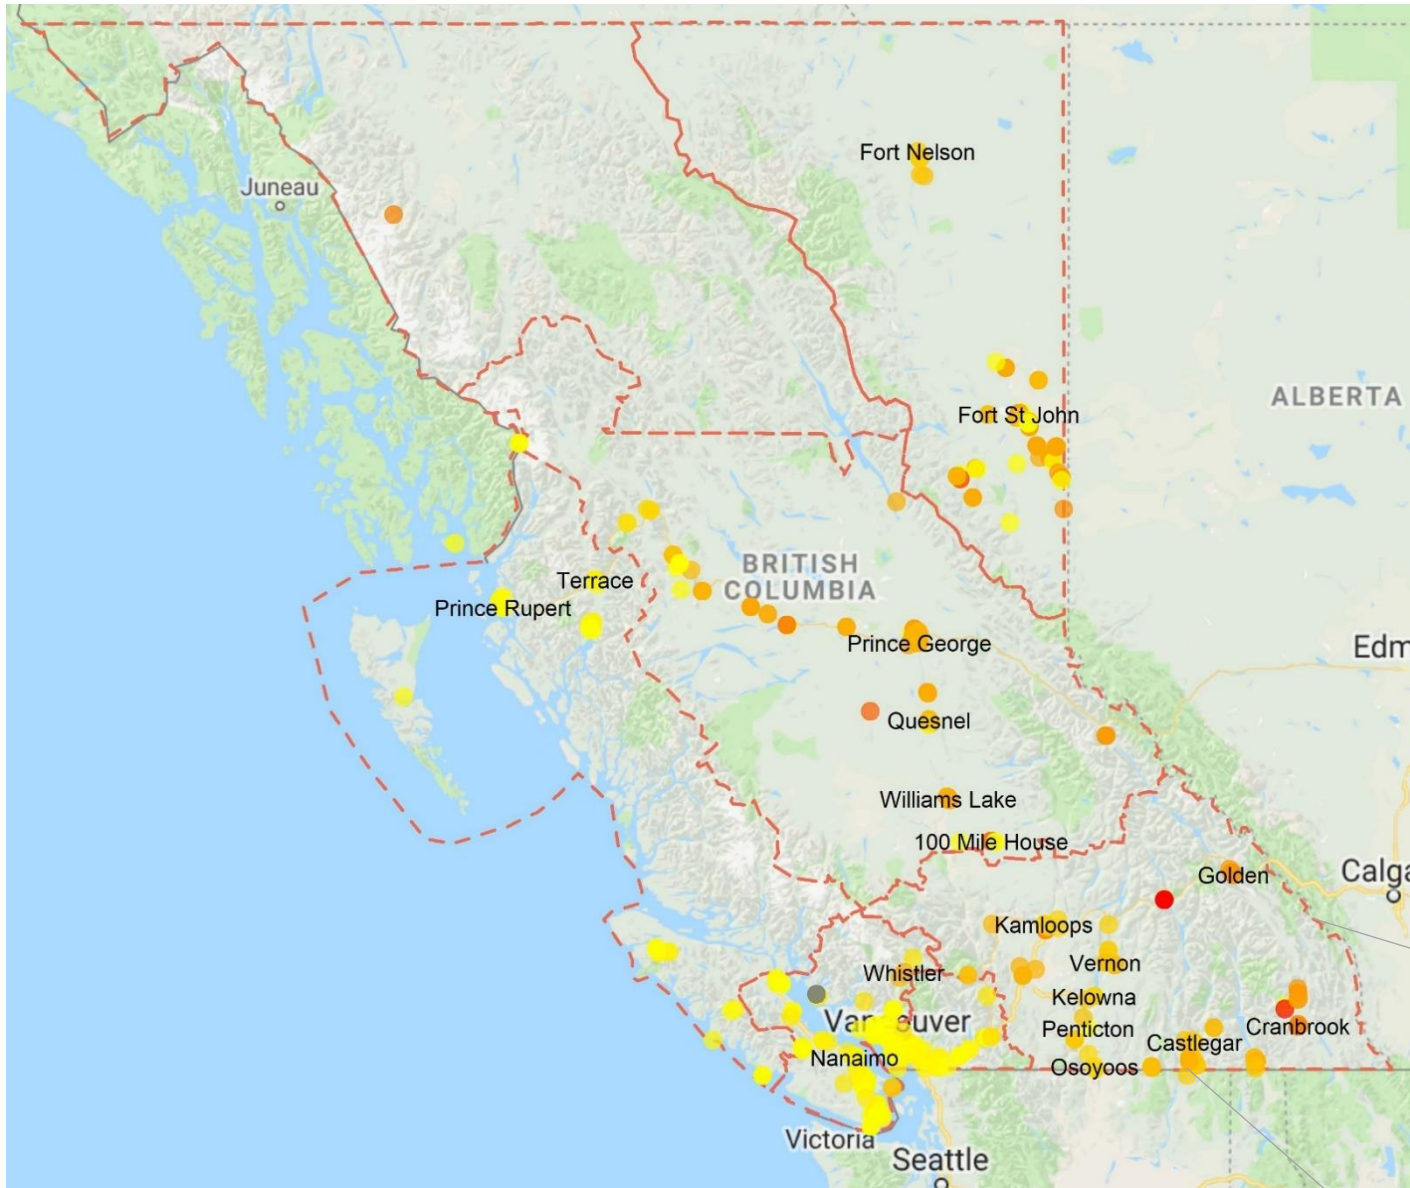 Fort Nelson
Juneau
ALBERTA
Fort St John
BRITISH
COLUMBIA
Terrace
Prince Rupert
Prince George
Edm
Quesnel
Williams Lake
100 Mile House
Golden
Calga
Kamloops
Whistler
Vernon
Kelowna
Vancouver
Penticton
Cranbrook
Castlegar
Nanaimo
Osoyoos
Victoria
Seattle